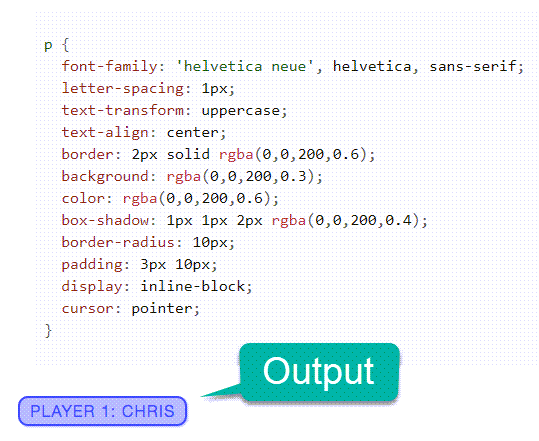 p {
  font-family: 'helvetica neue', helvetica, sans-serif;
  letter-spacing: 1px;
  text-transform: uppercase;
  text-align: center;
  border: 2px solid rgba(0,0,200,0.6);
  background: rgba(0,0,200,0.3);
  color: rgba(0,0,200,0.6);
  box-shadow: 1px 1px 2px rgba(0,0,200,0.4);
  border-radius: 10px;
  padding: 3px 10px;
  display: inline-block;
  cursor: pointer;
}
Output
PLAYER 1: CHRIS